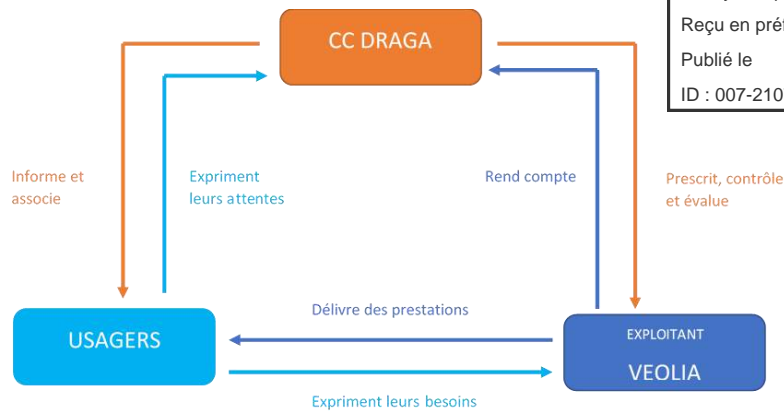 CC DRAGA
Reçu en
Publié le
ID : 007-210
Informe et
associe
Expriment
leurs attentes
Rend compte
Prescrit, contrôle
et évalue
Délivre des prestations
USAGERS
EXPLOITANT
VEOLIA
Expriment leurs besoins